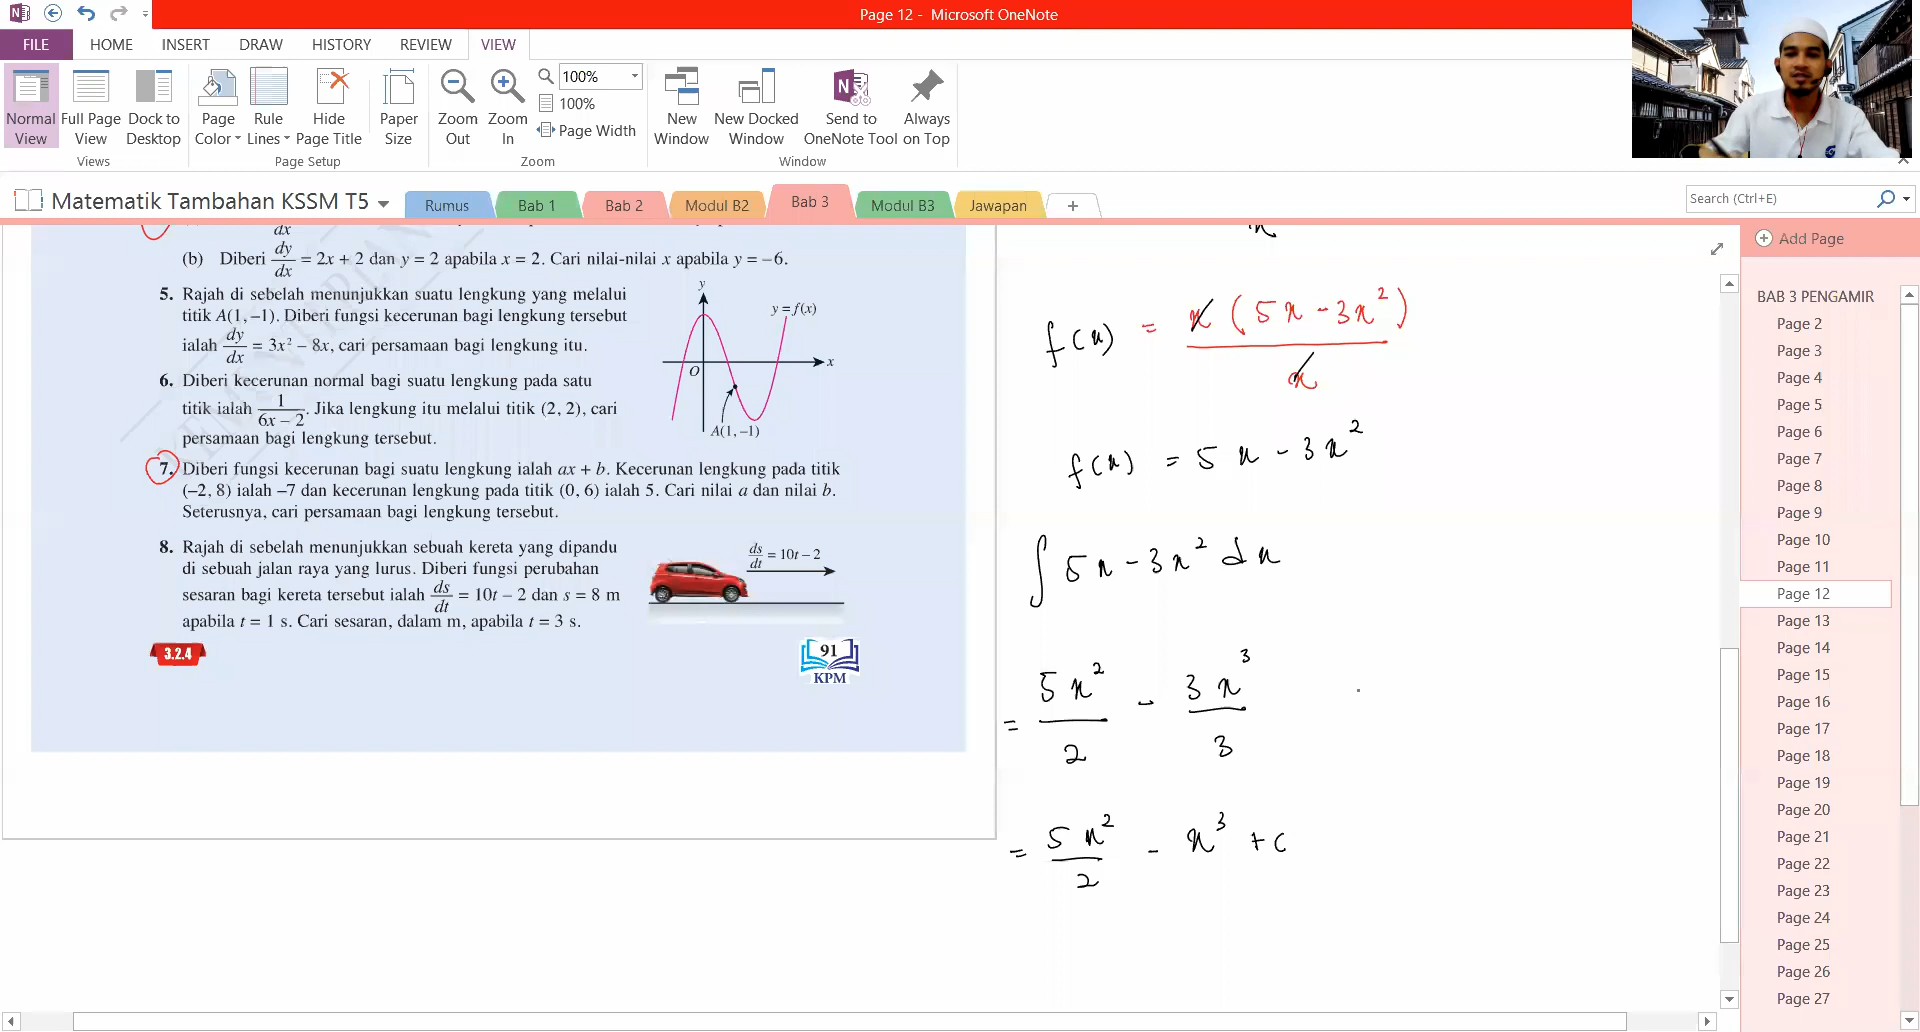 Page 12 - Microsoft OneNote
FILE HOME INSERT DRAW HISTORY REVIEW VIEW
Normal View
Full Page View
Dock to Desktop
Views
Page Color
Rule Lines
Hide Page Title
Paper Size
Page Setup
Zoom Out
Zoom In
100%
100%
Page Width
Zoom
New Window
New Docked Window
Send to OneNote Tool
Always on Top
Window
Matematik Tambahan KSSM T5
Rumus Bab 1 Bab 2 Modul B2 Bab 3 Modul B3 Jawapan +
Search (Ctrl+E)
dx
(b) Diberi dy/dx = 2x + 2 dan y = 2 apabila x = 2. Cari nilai-nilai x apabila y = –6.
5. Rajah di sebelah menunjukkan suatu lengkung yang melalui
titik A(1, –1). Diberi fungsi kecerunan bagi lengkung tersebut
ialah dy/dx = 3x² – 8x, cari persamaan bagi lengkung itu.
y
y = f(x)
O
x
A(1, –1)
6. Diberi kecerunan normal bagi suatu lengkung pada satu
titik ialah 1/(6x – 2). Jika lengkung itu melalui titik (2, 2), cari
persamaan bagi lengkung tersebut.
7. Diberi fungsi kecerunan bagi suatu lengkung ialah ax + b. Kecerunan lengkung pada titik
(–2, 8) ialah –7 dan kecerunan lengkung pada titik (0, 6) ialah 5. Cari nilai a dan nilai b.
Seterusnya, cari persamaan bagi lengkung tersebut.
8. Rajah di sebelah menunjukkan sebuah kereta yang dipandu
di sebuah jalan raya yang lurus. Diberi fungsi perubahan
sesaran bagi kereta tersebut ialah ds/dt = 10t – 2 dan s = 8 m
apabila t = 1 s. Cari sesaran, dalam m, apabila t = 3 s.
ds/dt = 10t – 2
3.2.4
91
KPM
x
f(x) = x(5x - 3x²)/x
f(x) = 5x - 3x²
∫ 5x - 3x² dx
= 5x²/2 - 3x³/3
= 5x²/2 - x³ + c
Add Page
BAB 3 PENGAMIR
Page 2
Page 3
Page 4
Page 5
Page 6
Page 7
Page 8
Page 9
Page 10
Page 11
Page 12
Page 13
Page 14
Page 15
Page 16
Page 17
Page 18
Page 19
Page 20
Page 21
Page 22
Page 23
Page 24
Page 25
Page 26
Page 27